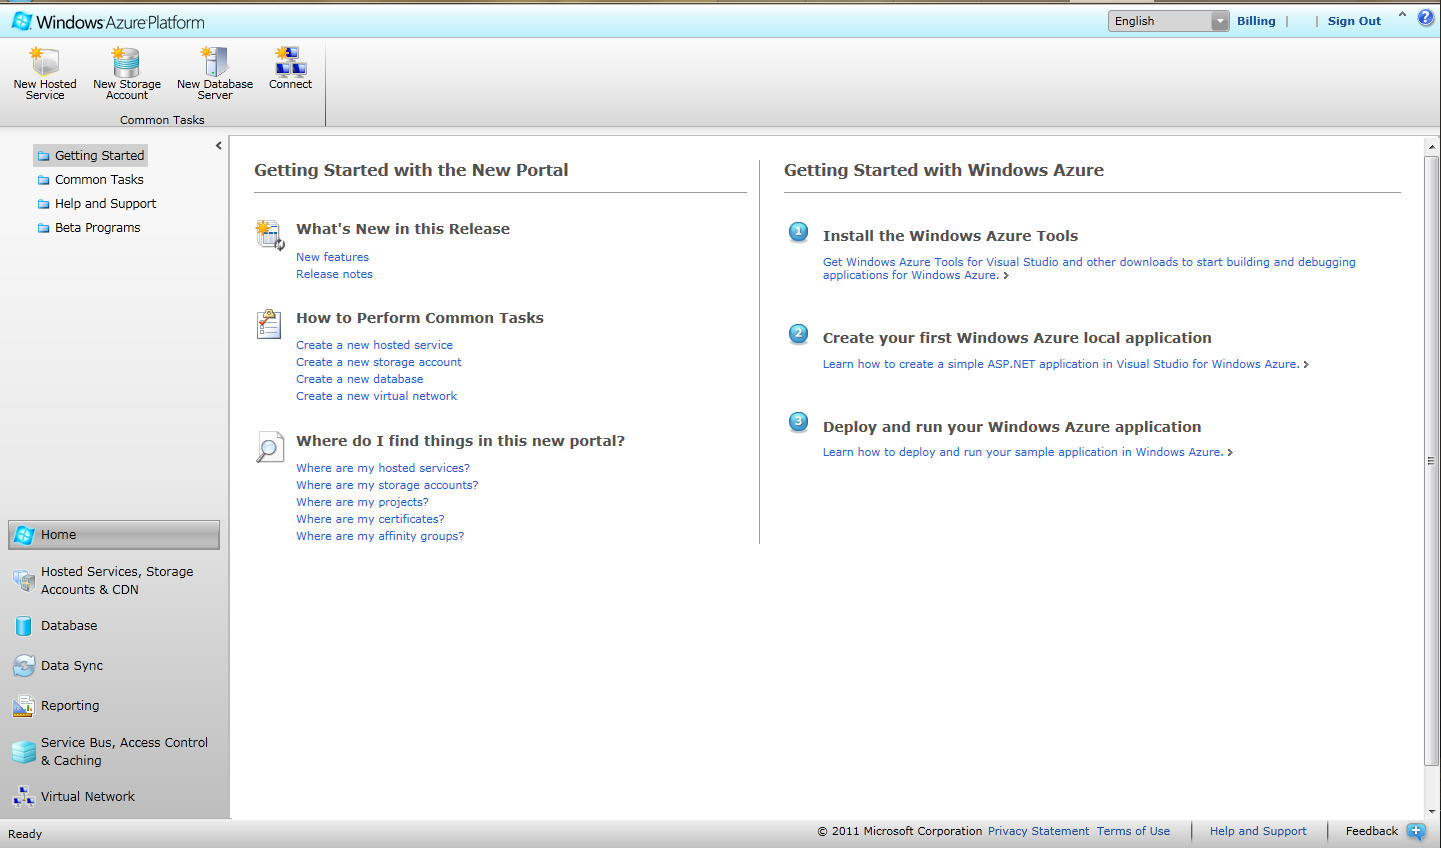 Windows Azure Platform
English
Billing |
| Sign Out
New Hosted
Service
New Storage
Account
New Database
Server
Connect
Common Tasks
Getting Started
Common Tasks
Help and Support
Beta Programs
Home
Hosted Services, Storage
Accounts & CDN
Database
Data Sync
Reporting
Service Bus, Access Control
& Caching
Virtual Network
Getting Started with the New Portal
What's New in this Release
New features
Release notes
How to Perform Common Tasks
Create a new hosted service
Create a new storage account
Create a new database
Create a new virtual network
Where do I find things in this new portal?
Where are my hosted services?
Where are my storage accounts?
Where are my projects?
Where are my certificates?
Where are my affinity groups?
Getting Started with Windows Azure
1
Install the Windows Azure Tools
Get Windows Azure Tools for Visual Studio and other downloads to start building and debugging
applications for Windows Azure.
2
Create your first Windows Azure local application
Learn how to create a simple ASP.NET application in Visual Studio for Windows Azure.
3
Deploy and run your Windows Azure application
Learn how to deploy and run your sample application in Windows Azure.
Ready
© 2011 Microsoft Corporation Privacy Statement Terms of Use
Help and Support
Feedback